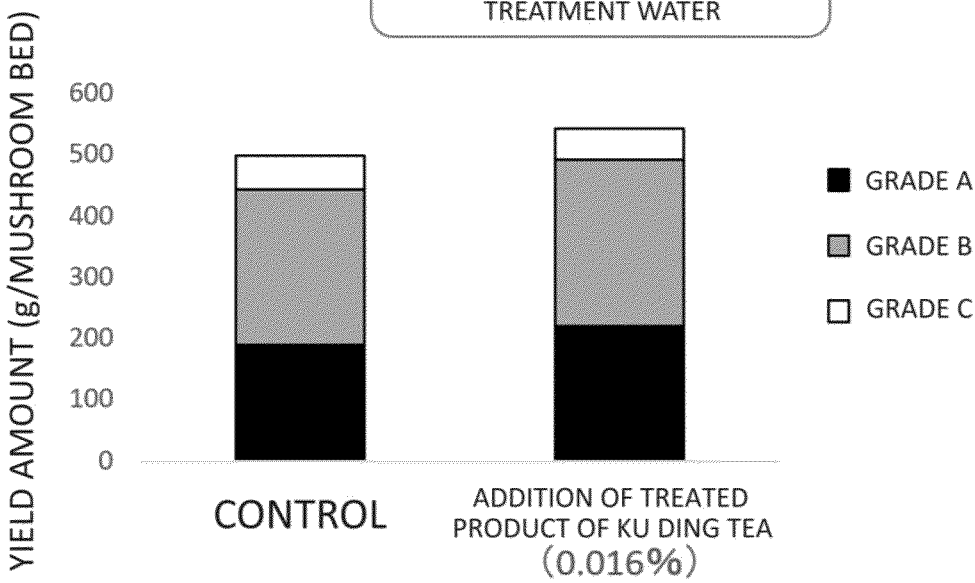 TREATMENT WATER
YIELD AMOUNT (g/MUSHROOM BED)
600
500
400
300
200
100
0
GRADE A
GRADE B
GRADE C
CONTROL
ADDITION OF TREATED
PRODUCT OF KU DING TEA
(0.016%)